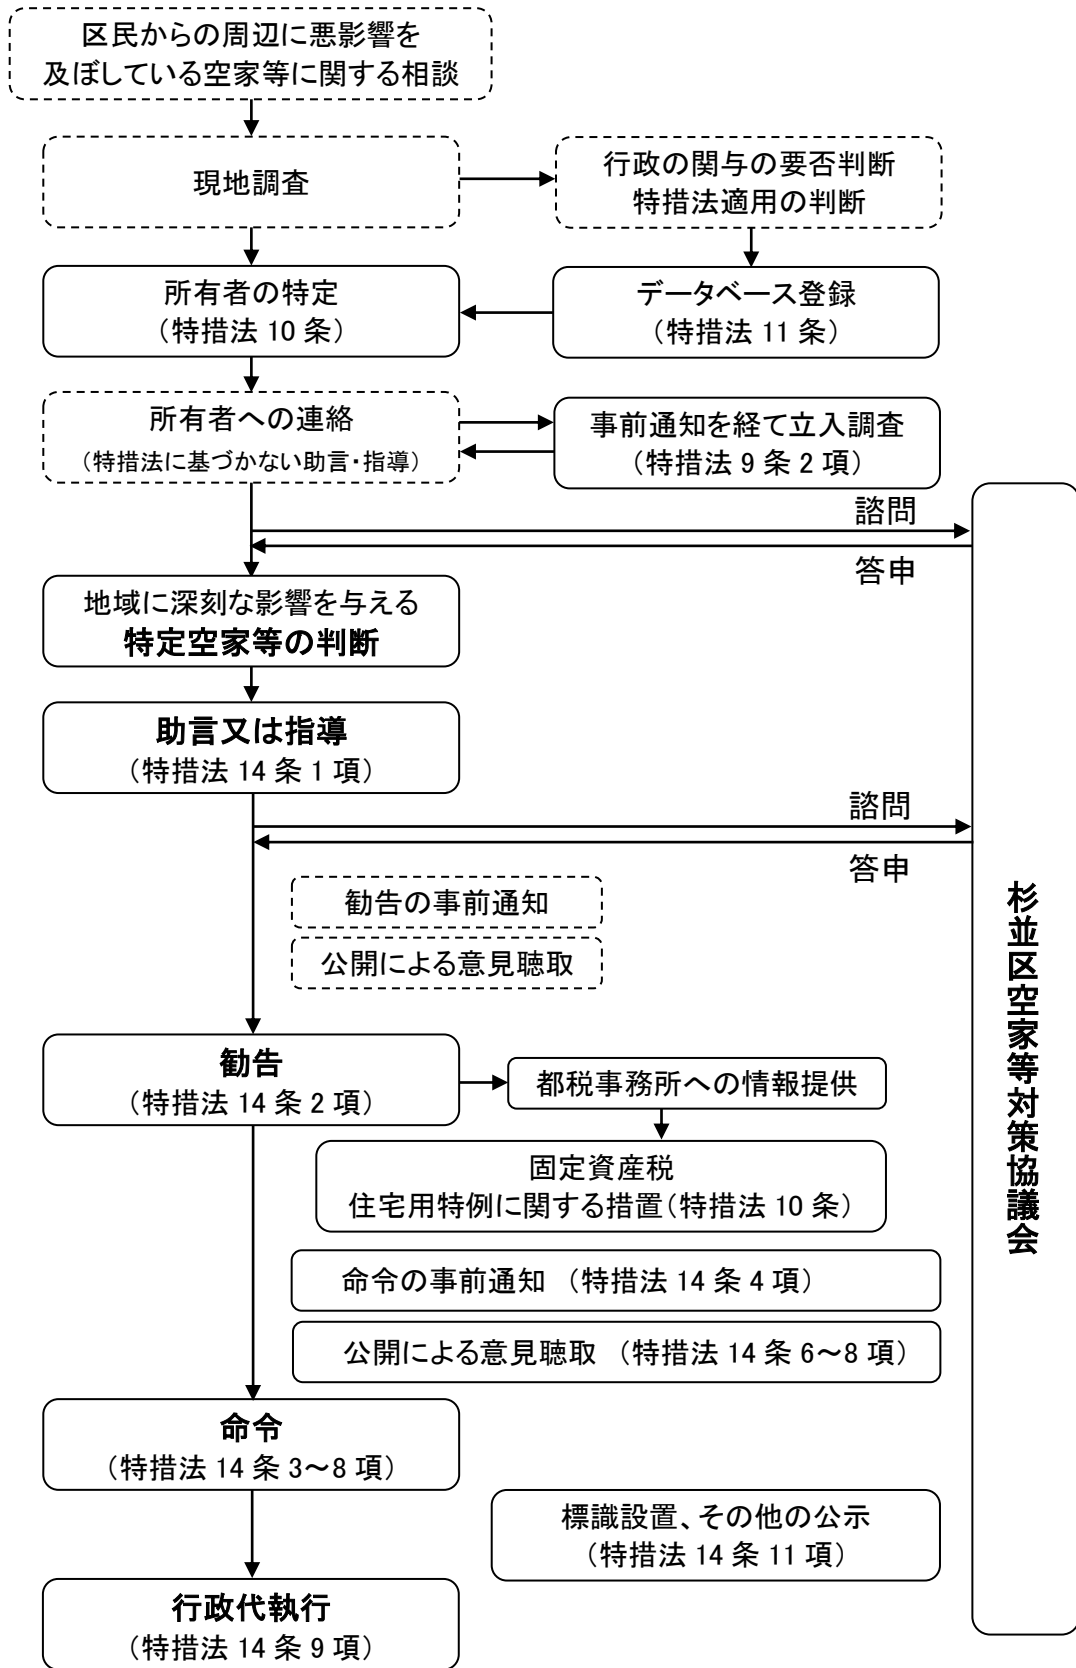 区民からの周辺に悪影響を
及ぼしている空家等に関する相談
現地調査
行政の関与の要否判断
特措法適用の判断
所有者の特定
（特措法 10 条）
データベース登録
（特措法 11 条）
所有者への連絡
（特措法に基づかない助言・指導）
事前通知を経て立入調査
（特措法 9 条 2 項）
諮問
答申
地域に深刻な影響を与える
特定空家等の判断
助言又は指導
（特措法 14 条 1 項）
諮問
答申
勧告の事前通知
公開による意見聴取
勧告
（特措法 14 条 2 項）
都税事務所への情報提供
固定資産税
住宅用特例に関する措置（特措法 10 条）
命令の事前通知 （特措法 14 条 4 項）
公開による意見聴取 （特措法 14 条 6～8 項）
命令
（特措法 14 条 3～8 項）
標識設置、その他の公示
（特措法 14 条 11 項）
行政代執行
（特措法 14 条 9 項）
杉並区空家等対策協議会